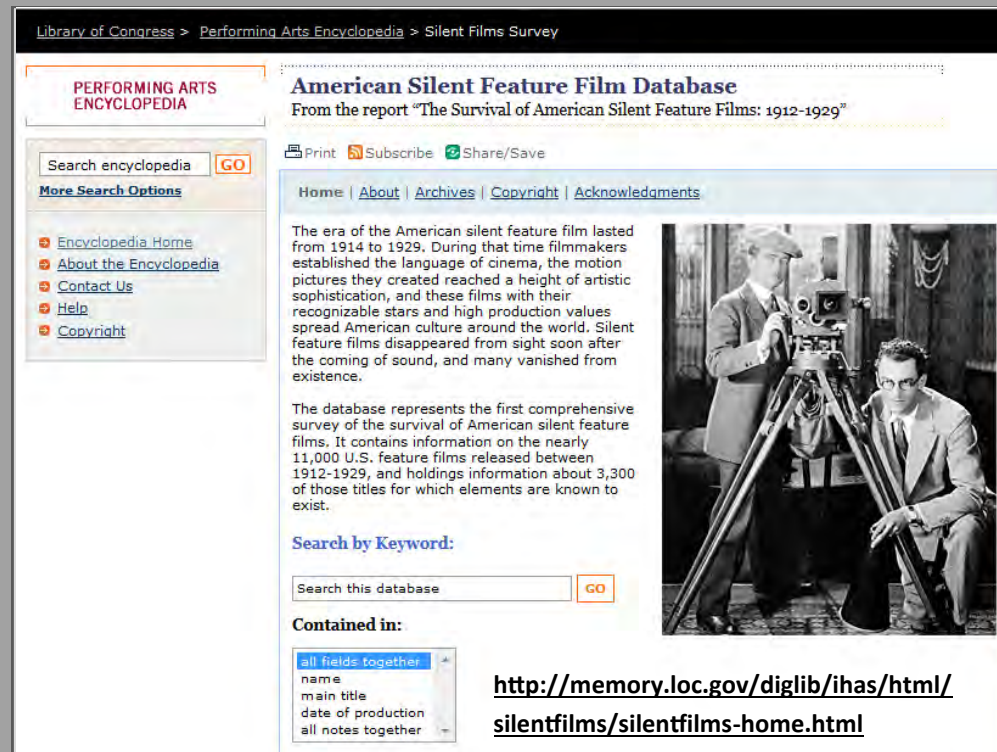 Library of Congress > Performing Arts Encyclopedia > Silent Films Survey
PERFORMING ARTS
ENCYCLOPEDIA
Search encyclopedia GO
More Search Options
Encyclopedia Home
About the Encyclopedia
Contact Us
Help
Copyright
American Silent Feature Film Database
From the report “The Survival of American Silent Feature Films: 1912-1929”
Print Subscribe Share/Save
Home | About | Archives | Copyright | Acknowledgments
The era of the American silent feature film lasted
from 1914 to 1929. During that time filmmakers
established the language of cinema, the motion
pictures they created reached a height of artistic
sophistication, and these films with their
recognizable stars and high production values
spread American culture around the world. Silent
feature films disappeared from sight soon after
the coming of sound, and many vanished from
existence.
The database represents the first comprehensive
survey of the survival of American silent feature
films. It contains information on the nearly
11,000 U.S. feature films released between
1912-1929, and holdings information about 3,300
of those titles for which elements are known to
exist.
Search by Keyword:
Search this database GO
Contained in:
all fields together
name
main title
date of production
all notes together
http://memory.loc.gov/diglib/ihas/html/
silentfilms/silentfilms-home.html